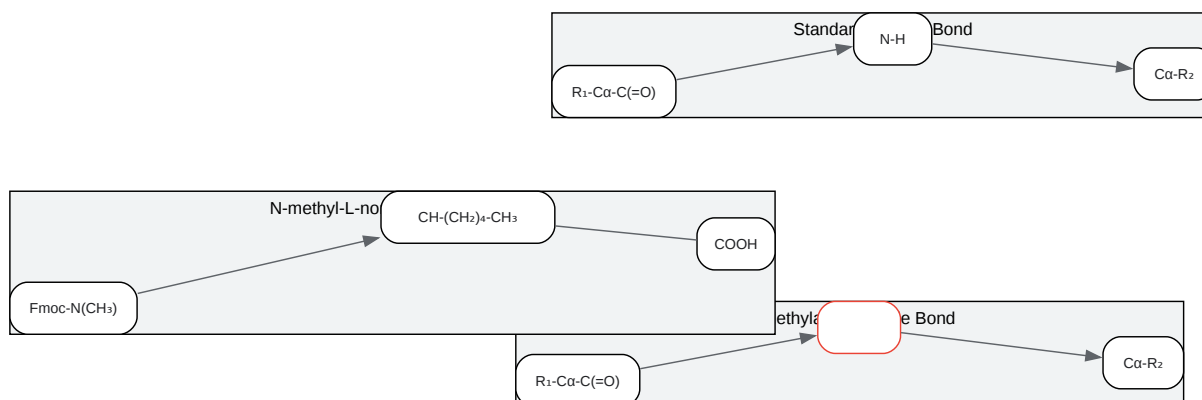 Standar Bond
N-H
R₁-Cα-C(=O)
Cα-R₂
N-methyl-L-no
CH-(CH₂)₄-CH₃
COOH
Fmoc-N(CH₃)
e Bond
R₁-Cα-C(=O)
Cα-R₂